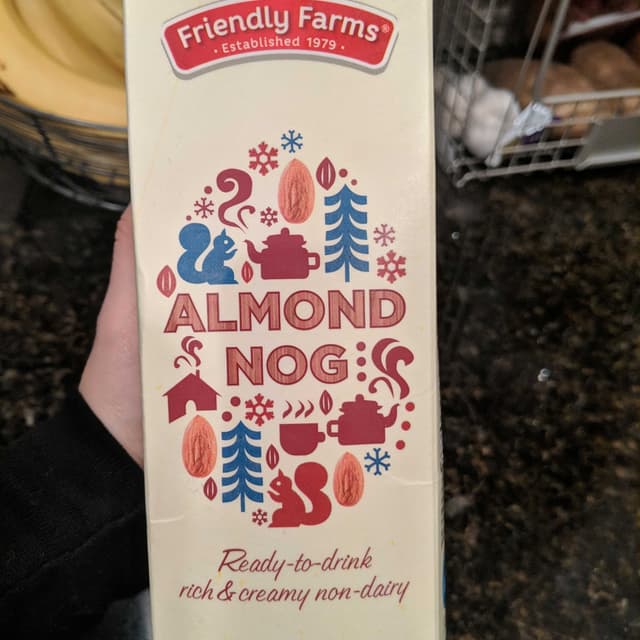 Friendly Farms®
· Established 1979 ·
ALMOND
NOG
Ready-to-drink
rich & creamy non-dairy